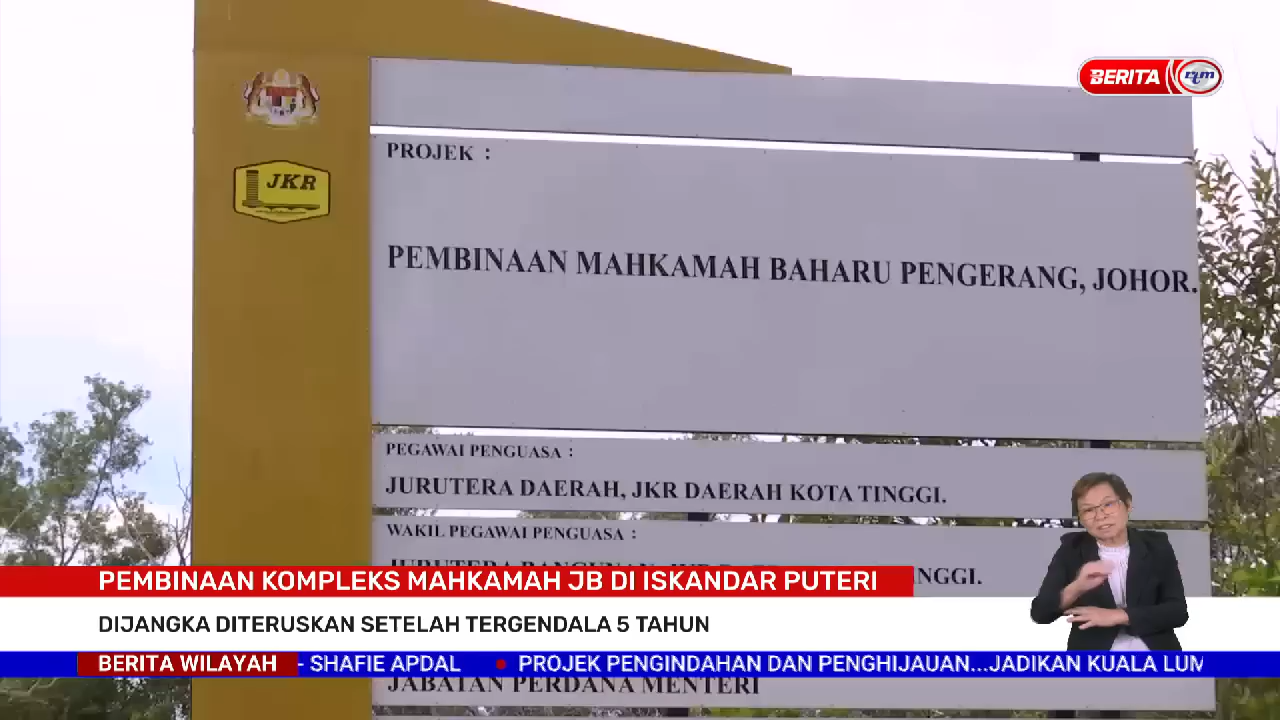 BERITA rtm
JKR
PROJEK :
PEMBINAAN MAHKAMAH BAHARU PENGERANG, JOHOR.
PEGAWAI PENGUASA :
JURUTERA DAERAH, JKR DAERAH KOTA TINGGI.
WAKIL PEGAWAI PENGUASA :
PEMBINAAN KOMPLEKS MAHKAMAH JB DI ISKANDAR PUTERI
DIJANGKA DITERUSKAN SETELAH TERGENDALA 5 TAHUN
BERITA WILAYAH - SHAFIE APDAL • PROJEK PENGINDAHAN DAN PENGHIJAUAN...JADIKAN KUALA LUM
JABATAN PERDANA MENTERI